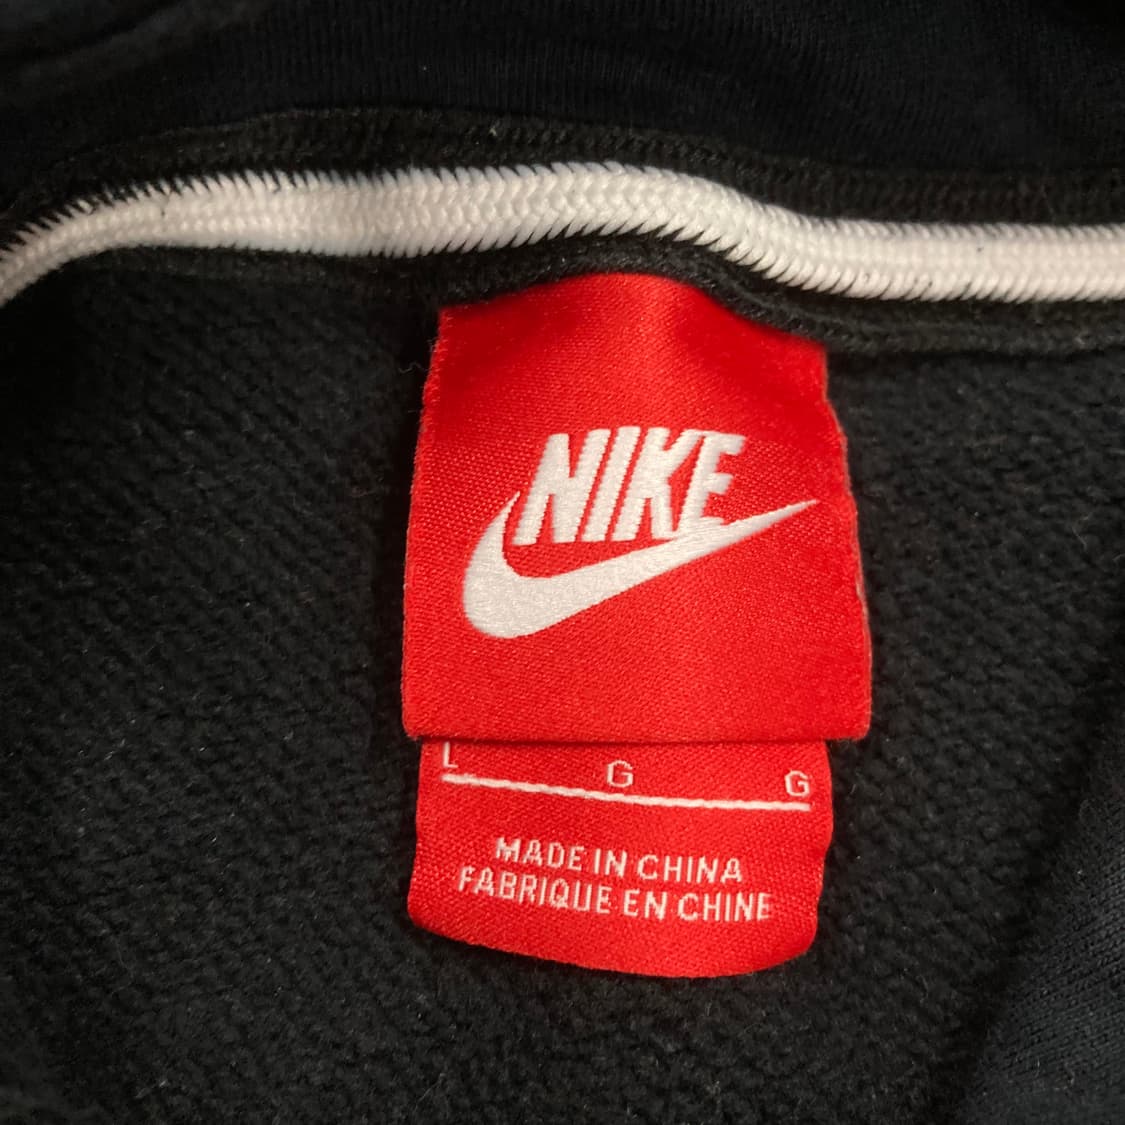 NIKE
L G G
MADE IN CHINA
FABRIQUE EN CHINE